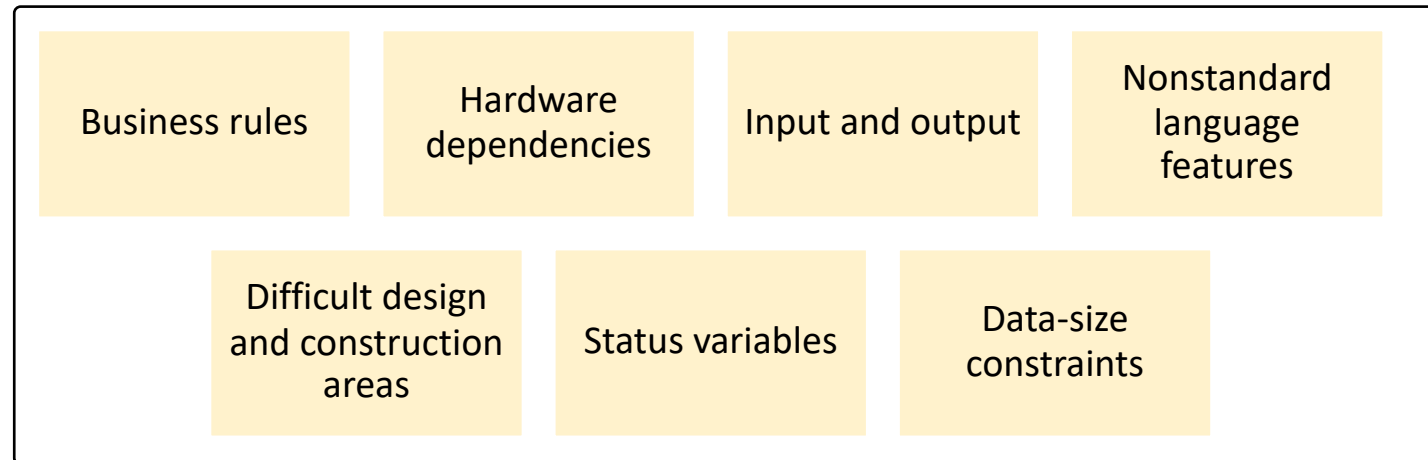 Business rules
Hardware
dependencies
Input and output
Nonstandard
language
features
Difficult design
and construction
areas
Status variables
Data-size
constraints